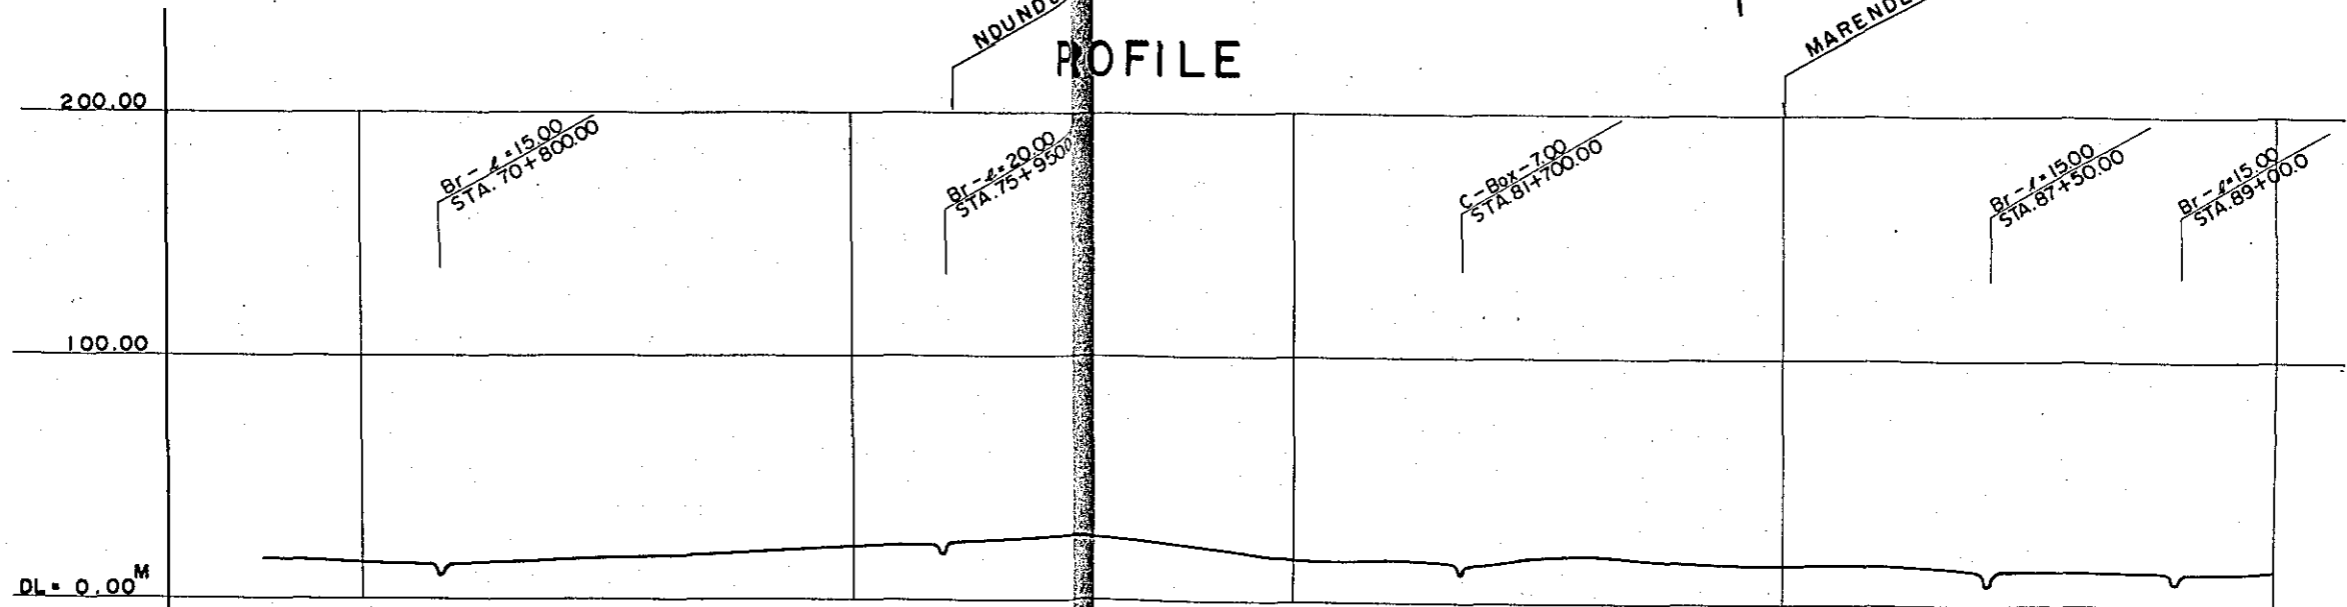 PROFILE
200.00
Br-ℓ=15.00
STA.70+800.00
Br-ℓ=20.00
STA.75+950.0
C-Box-7.00
STA.81+700.00
Br-ℓ=15.00
STA.87+50.00
Br-ℓ=15.00
STA.89+00.0
100.00
DL=0.00M